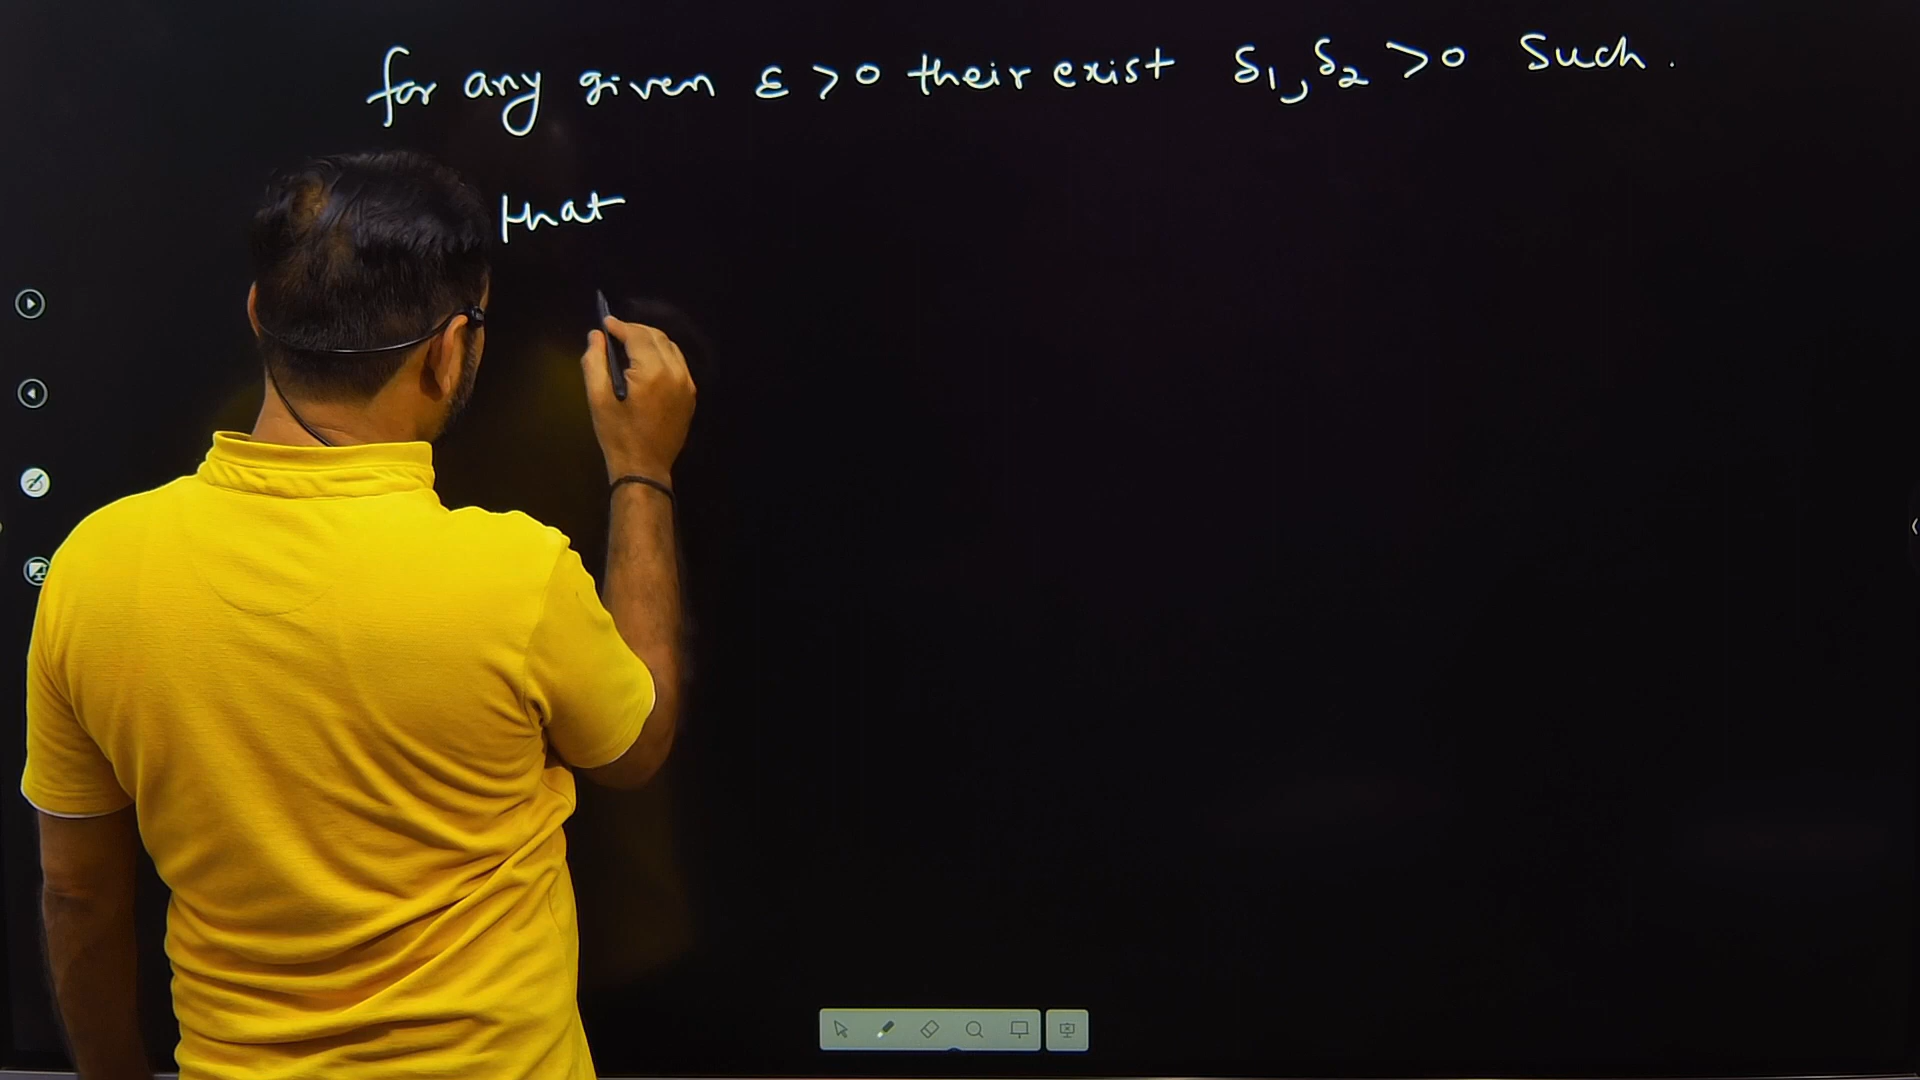 for any given ε > 0 their exist δ1, δ2 > 0 Such.
that